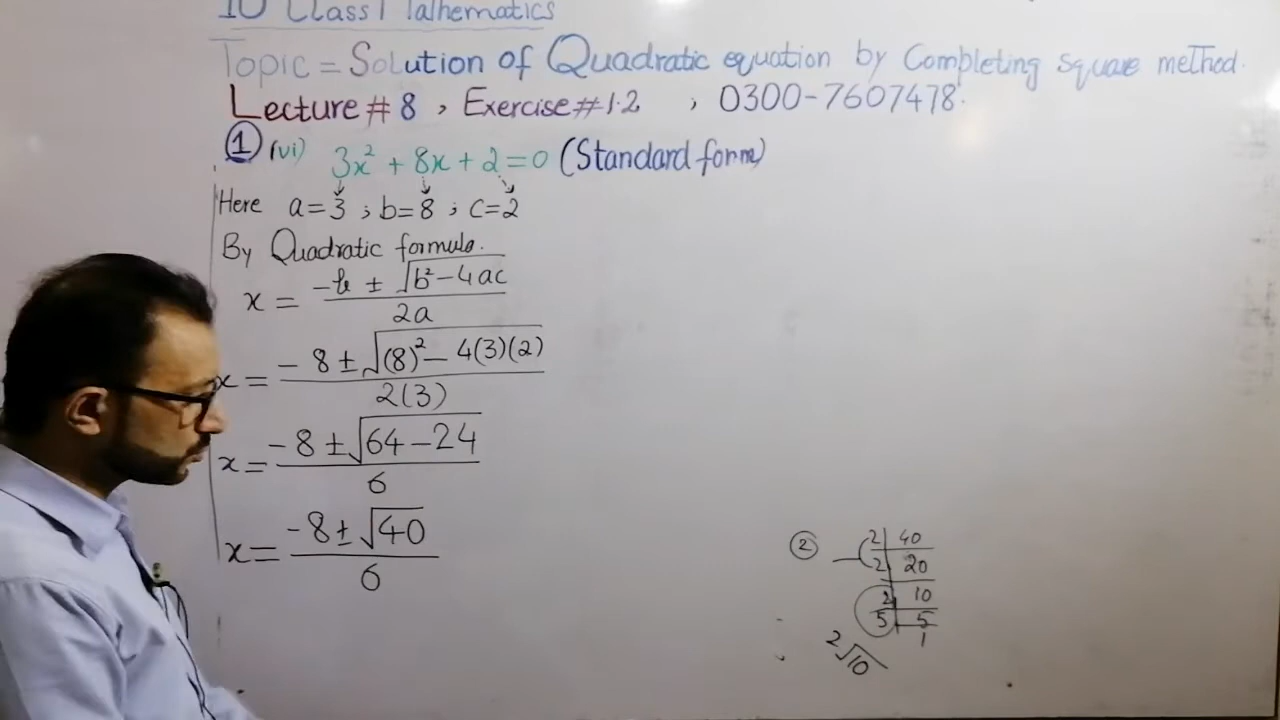 10 Class Mathematics
Topic = Solution of Quadratic equation by Completing Square method.
Lecture # 8 , Exercise # 1.2 , 0300-7607478.
① (vi) 3x² + 8x + 2 = 0 (Standard form)
Here a=3 ; b=8 ; c=2
By Quadratic formula.
x = (-b ± √(b²-4ac)) / 2a
x = (-8 ± √((8)² - 4(3)(2))) / 2(3)
x = (-8 ± √(64-24)) / 6
x = (-8 ± √40) / 6
② 2 | 40
2 | 20
2 | 10
5 | 5
1
2√10